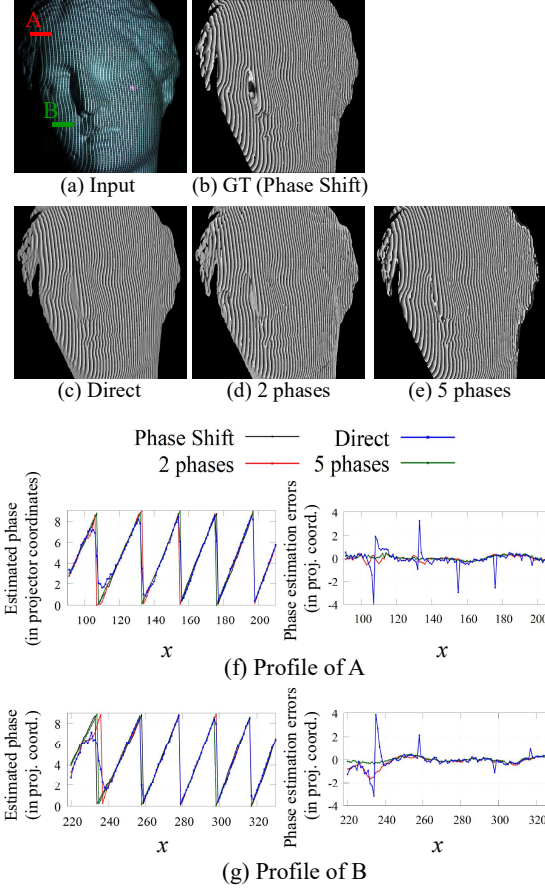 A
B
(a) Input
(b) GT (Phase Shift)
(c) Direct
(d) 2 phases
(e) 5 phases
Phase Shift
Direct
2 phases
5 phases
Estimated phase
(in projector coordinates)
8
6
4
2
0
100 120 140 160 180 200
x
Phase estimation errors
(in proj. coord.)
4
2
0
-2
-4
100 120 140 160 180 200
x
(f) Profile of A
Estimated phase
(in proj. coord.)
8
6
4
2
0
220 240 260 280 300 320
x
Phase estimation errors
(in proj. coord.)
4
2
0
-2
-4
220 240 260 280 300 320
x
(g) Profile of B